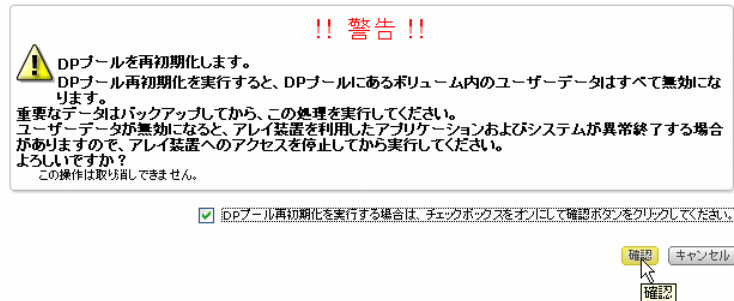 !! 警告 !!
DPプールを再初期化します。
DPプール再初期化を実行すると、DPプールにあるボリューム内のユーザーデータはすべて無効にな
ります。
重要なデータはバックアップしてから、この処理を実行してください。
ユーザーデータが無効になると、アレイ装置を利用したアプリケーションおよびシステムが異常終了する場合
がありますので、アレイ装置へのアクセスを停止してから実行してください。
よろしいですか？
この操作は取り消しできません。
DPプール再初期化を実行する場合は、チェックボックスをオンにして確認ボタンをクリックしてください。
確認 キャンセル
確認